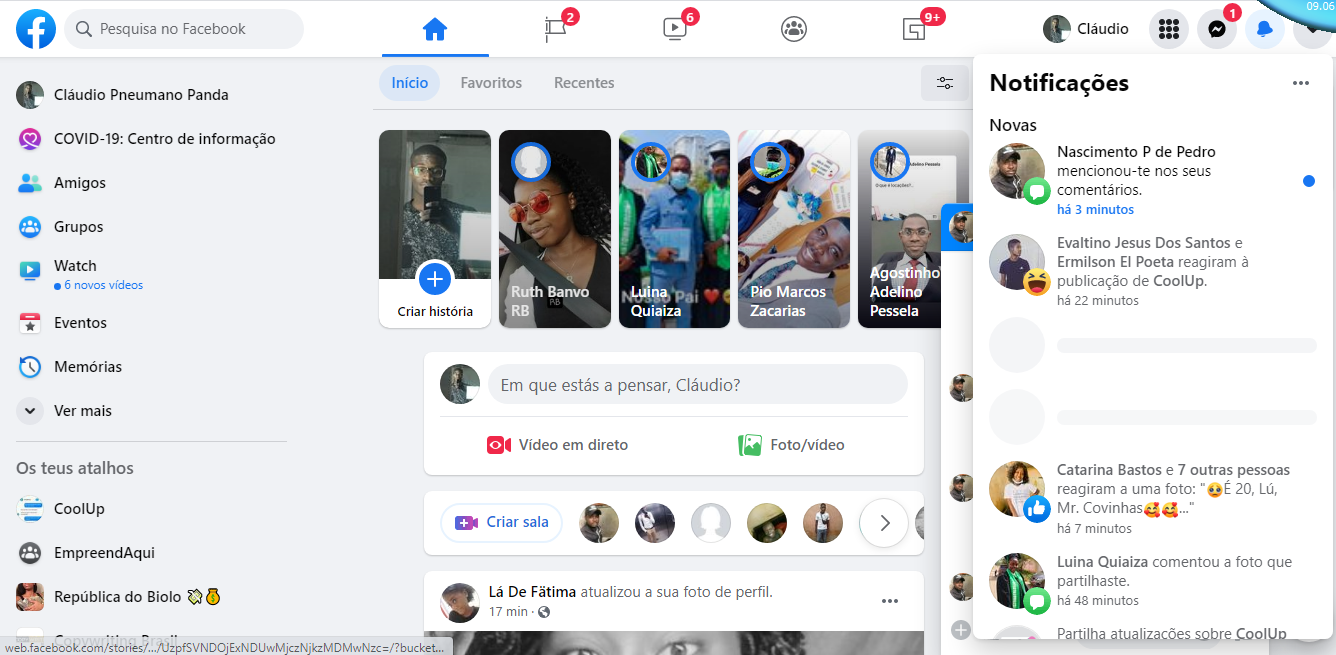 Pesquisa no Facebook
2
6
9+
Cláudio
1
09.06
Cláudio Pneumano Panda
COVID-19: Centro de informação
Amigos
Grupos
Watch
6 novos vídeos
Eventos
Memórias
Ver mais
Os teus atalhos
CoolUp
EmpreendAqui
República do Biolo 💸💰
Copywriting Brasil
web.facebook.com/stories/.../UzpfSVNDOjExNDUwMjczNjkzMDMwNzc=/?bucket...
Início
Favoritos
Recentes
Criar história
Ruth Banvo
RB
Nosso Pai ❤️
Luina
Quiaiza
Pio Marcos
Zacarias
Adelino Pessela
Agostinho
Adelino
Pessela
Em que estás a pensar, Cláudio?
Vídeo em direto
Foto/vídeo
Criar sala
Lá De Fãtima atualizou a sua foto de perfil.
17 min ·
Notificações
Novas
Nascimento P de Pedro
mencionou-te nos seus
comentários.
há 3 minutos
Evaltino Jesus Dos Santos e
Ermilson El Poeta reagiram à
publicação de CoolUp.
há 22 minutos
Catarina Bastos e 7 outras pessoas
reagiram a uma foto: "🥺É 20, Lú,
Mr. Covinhas🥰🥰..."
há 7 minutos
Luina Quiaiza comentou a foto que
partilhaste.
há 48 minutos
Partilha atualizações sobre CoolUp